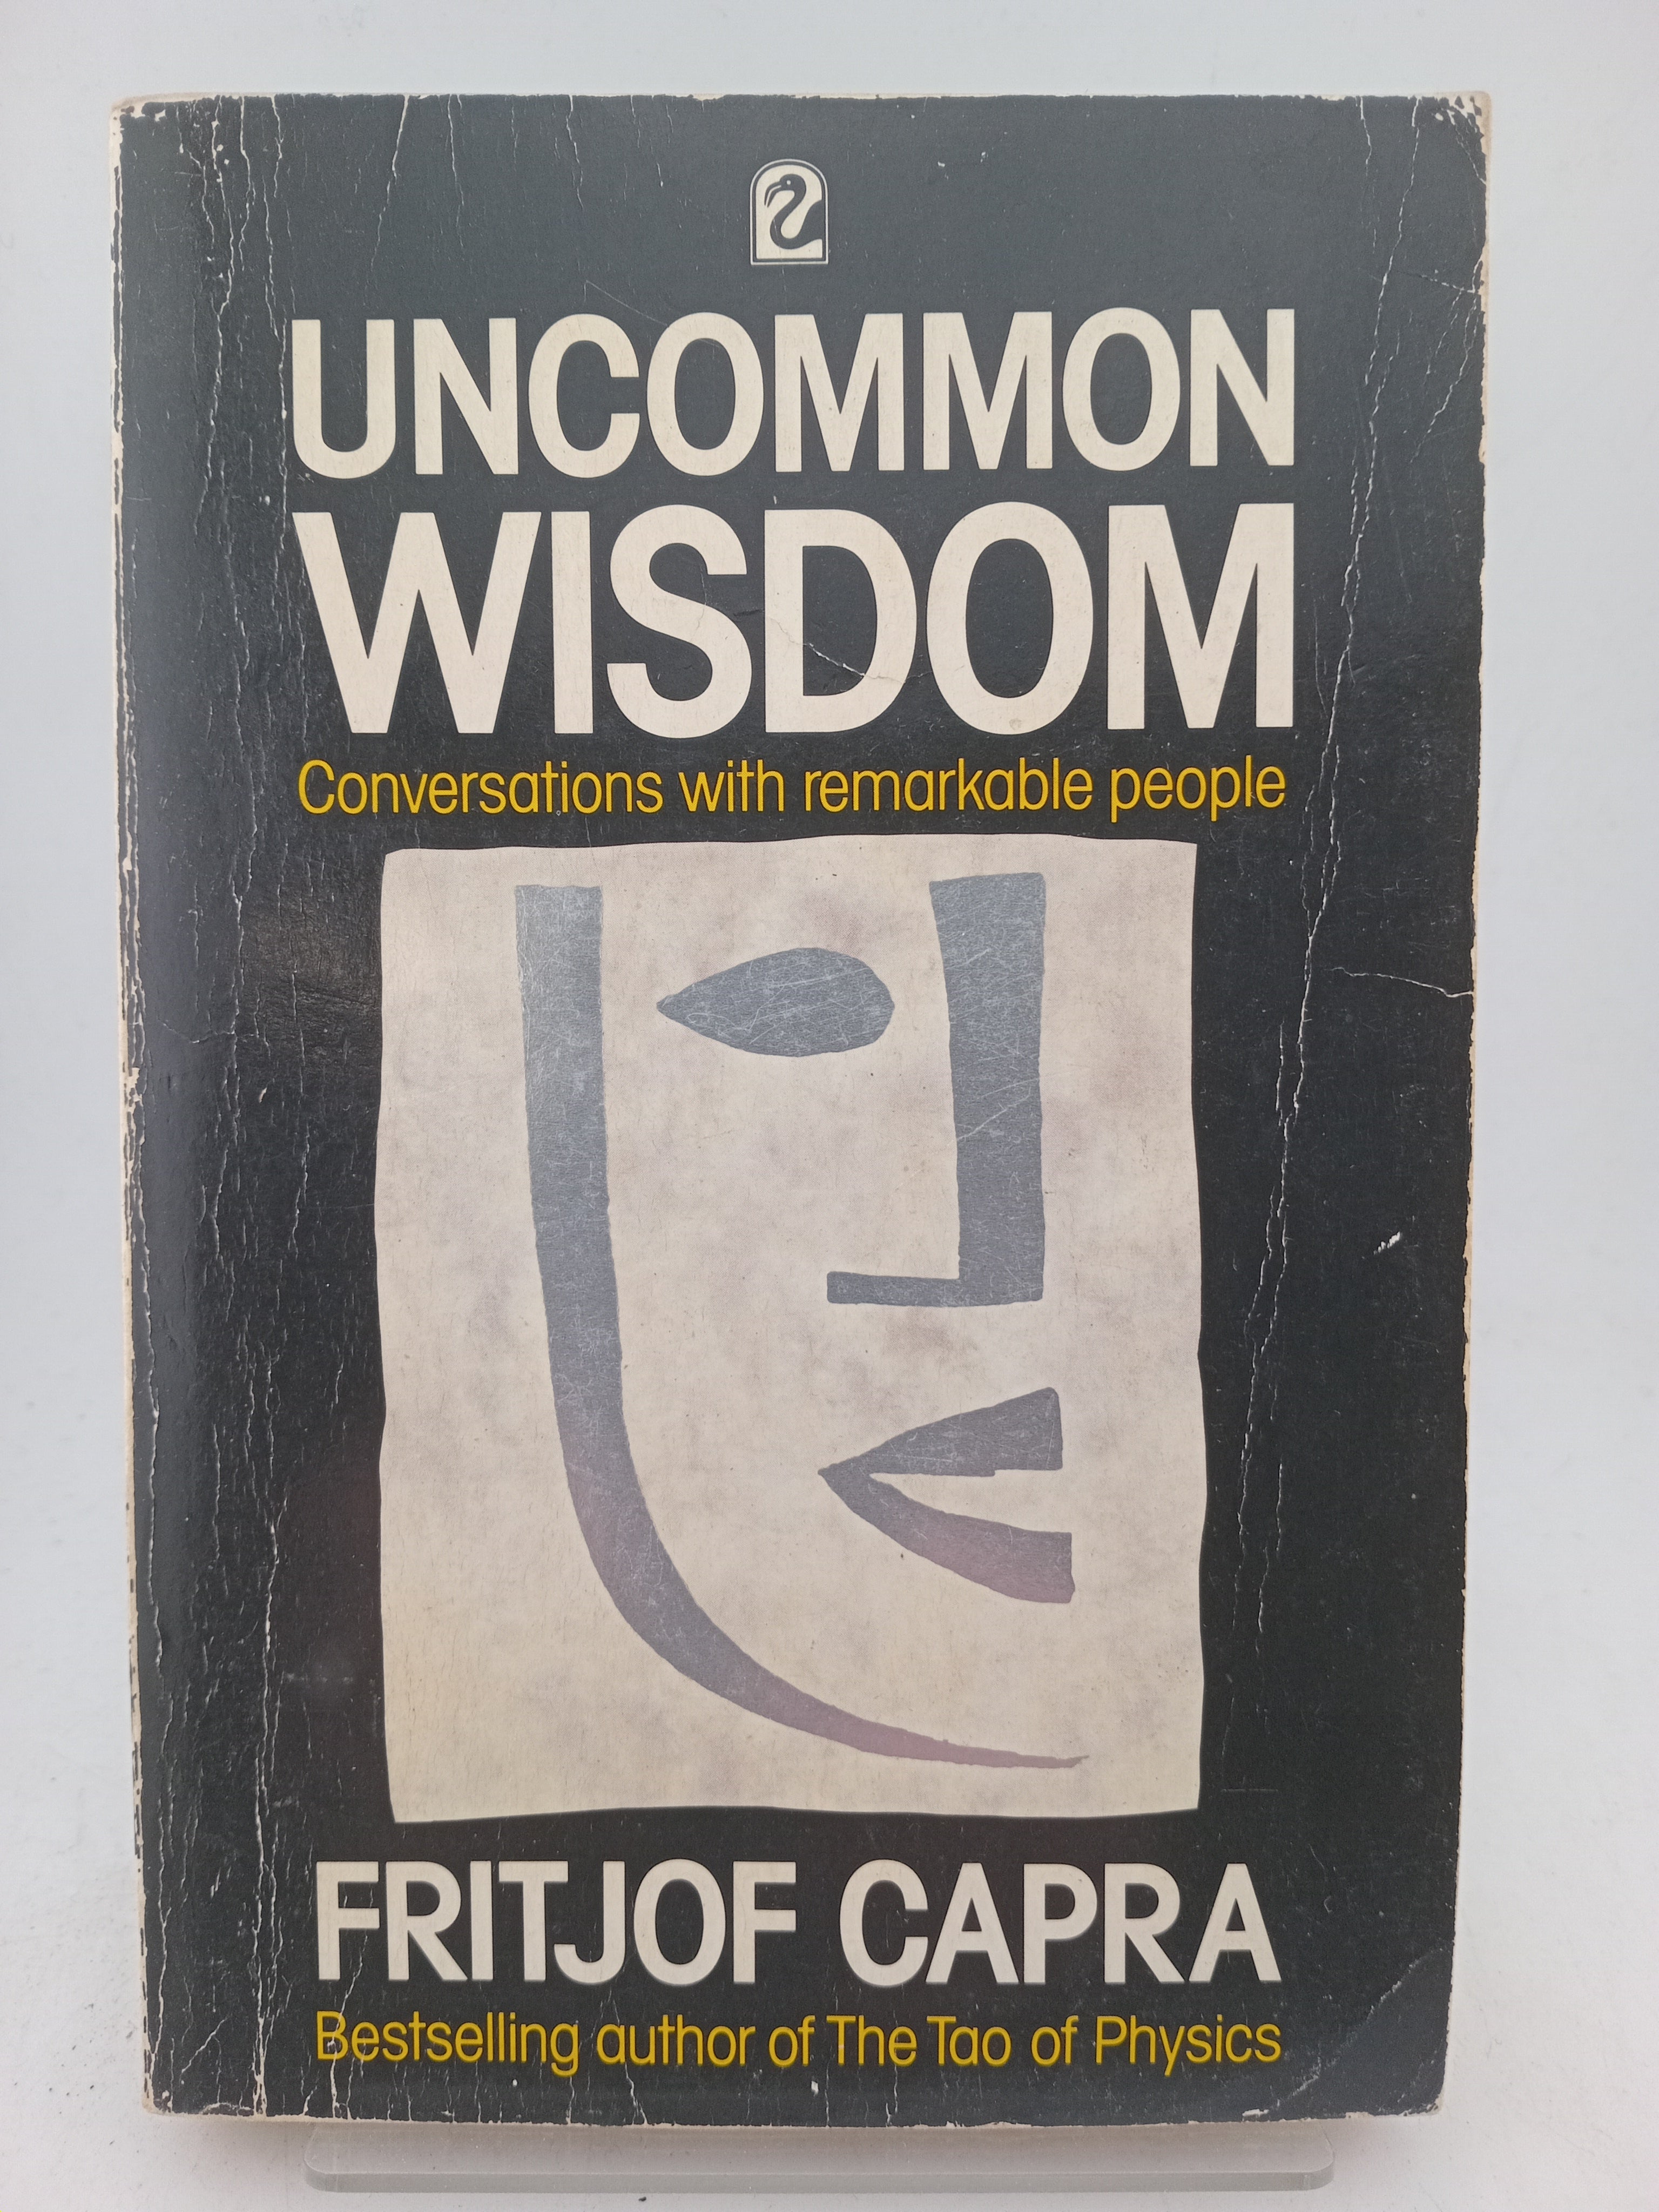 UNCOMMON
WISDOM
Conversations with remarkable people
FRITJOF CAPRA
Bestselling author of The Tao of Physics